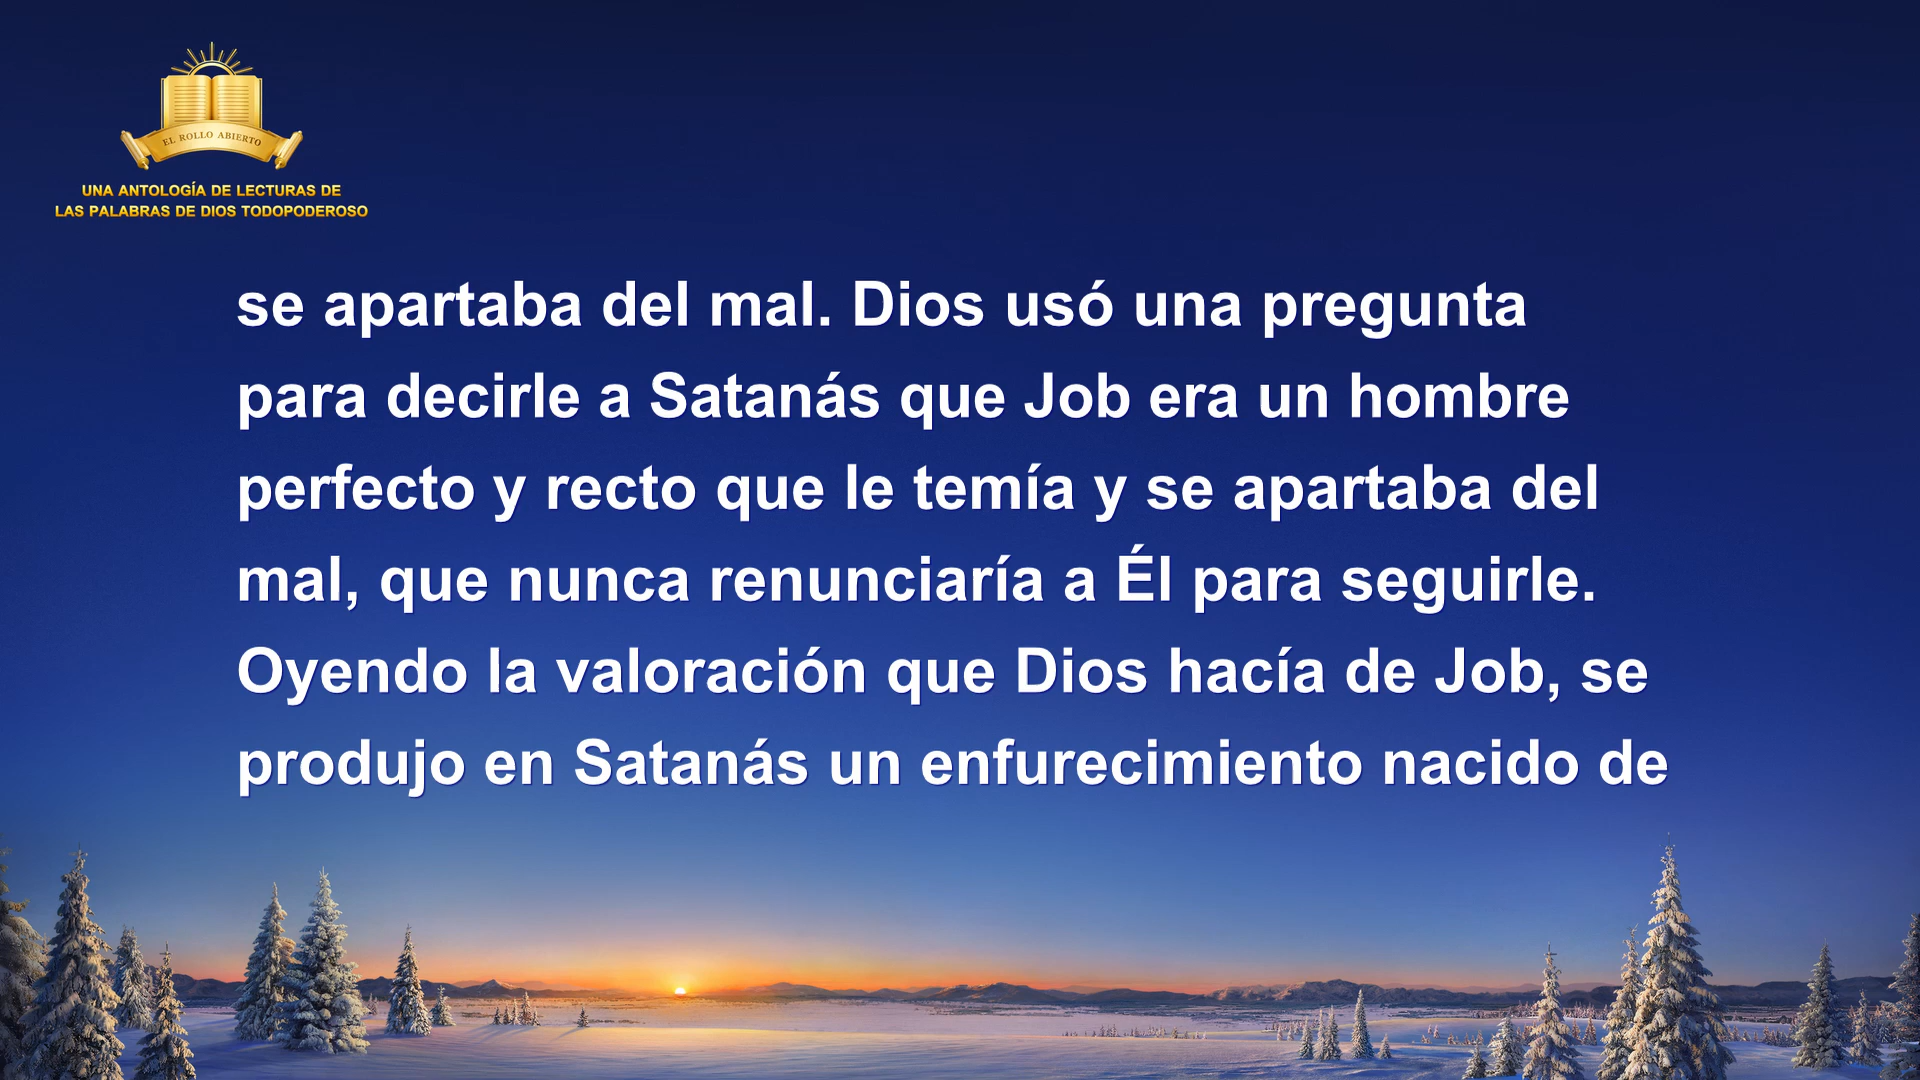 EL ROLLO ABIERTO
UNA ANTOLOGÍA DE LECTURAS DE
LAS PALABRAS DE DIOS TODOPODEROSO
se apartaba del mal. Dios usó una pregunta
para decirle a Satanás que Job era un hombre
perfecto y recto que le temía y se apartaba del
mal, que nunca renunciaría a Él para seguirle.
Oyendo la valoración que Dios hacía de Job, se
produjo en Satanás un enfurecimiento nacido de